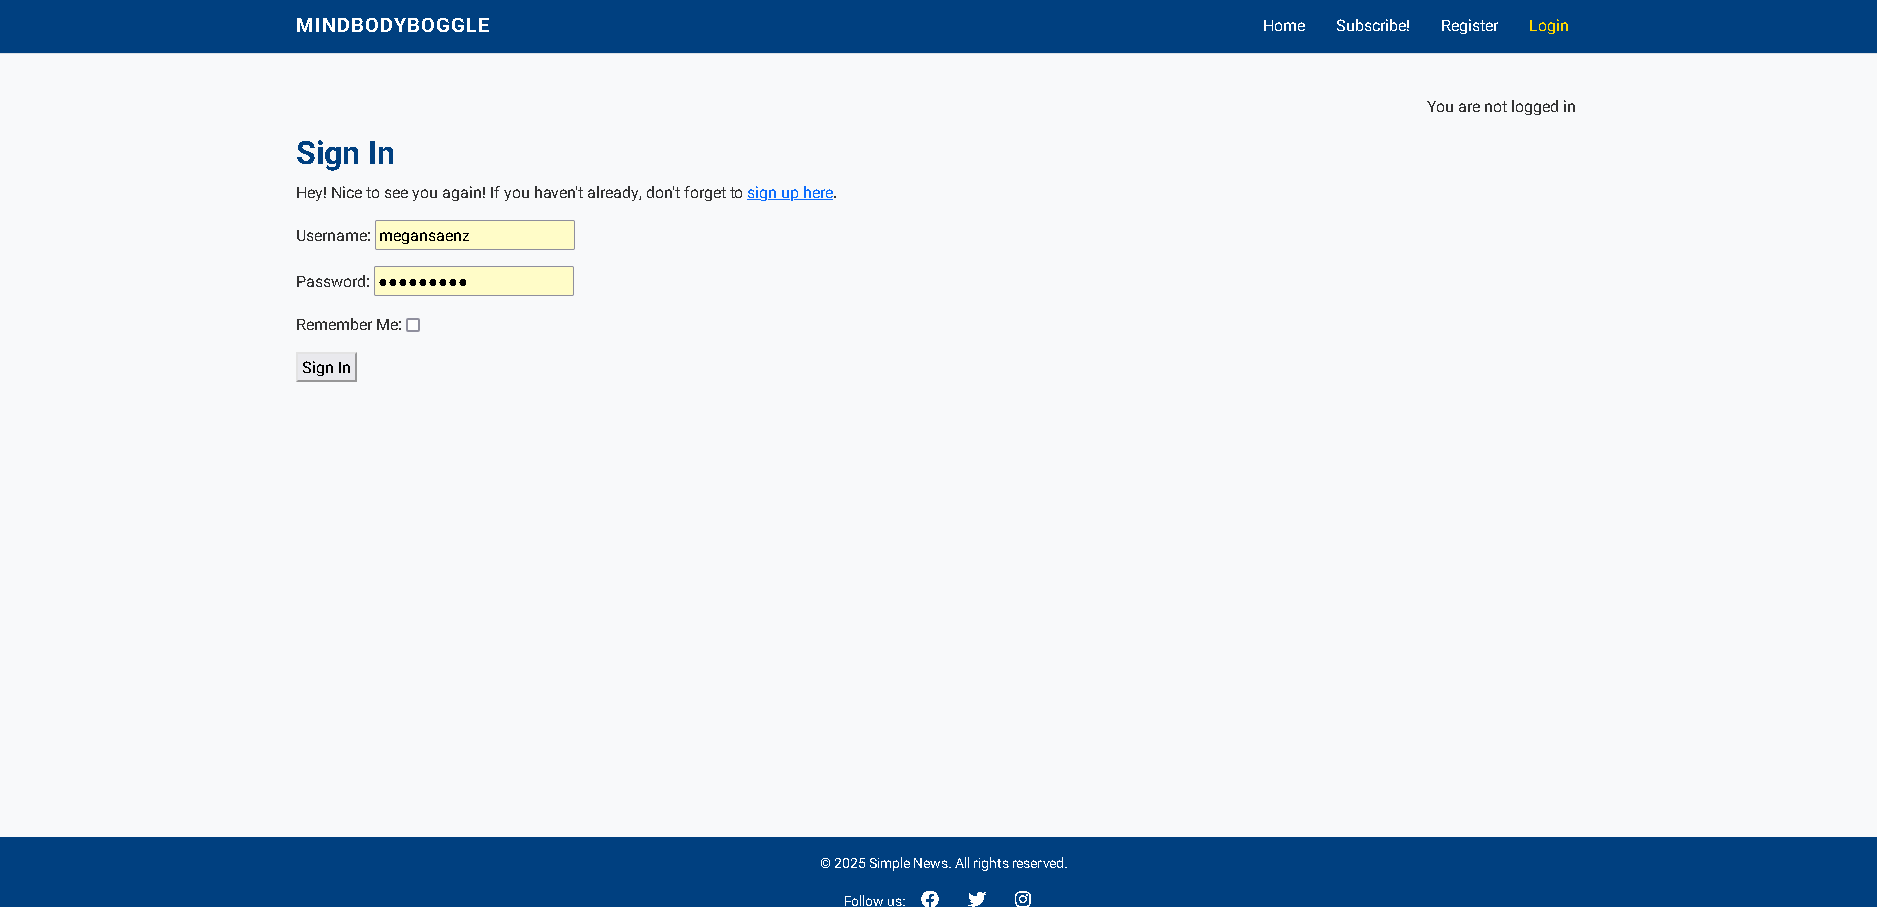 MINDBODYBOGGLE
Home Subscribe! Register Login
You are not logged in
Sign In
Hey! Nice to see you again! If you haven't already, don't forget to sign up here.
Username: megansaenz
Password: •••••••••
Remember Me:
Sign In
© 2025 Simple News. All rights reserved.
Follow us: